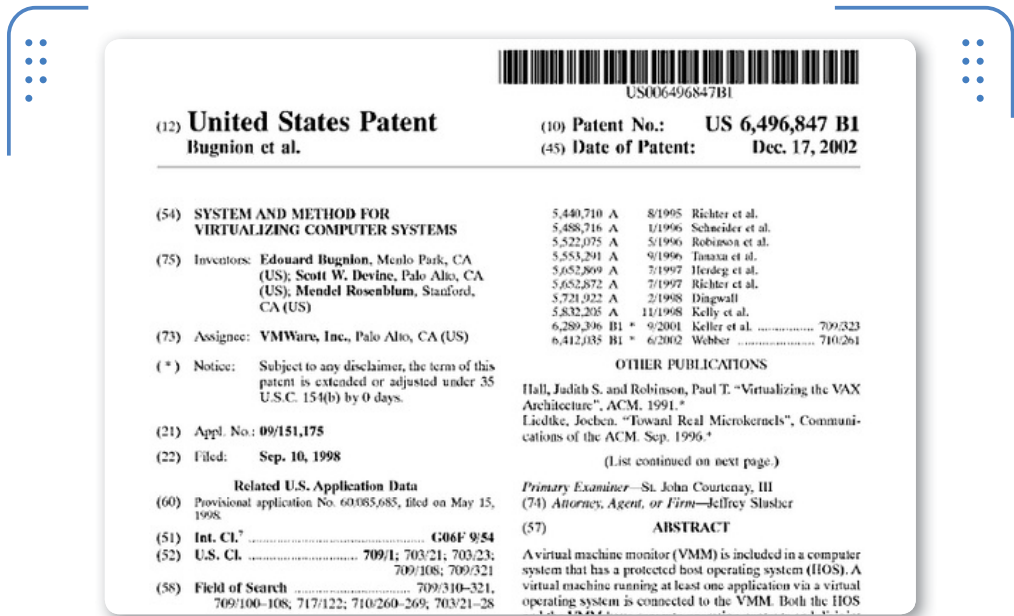 US006496847B1
(12) United States Patent
Bugnion et al.
(10) Patent No.: US 6,496,847 B1
(45) Date of Patent: Dec. 17, 2002
(54) SYSTEM AND METHOD FOR
VIRTUALIZING COMPUTER SYSTEMS
(75) Inventors: Edouard Bugnion, Menlo Park, CA
(US); Scott W. Devine, Palo Alto, CA
(US); Mendel Rosenblum, Stanford,
CA (US)
(73) Assignee: VMWare, Inc., Palo Alto, CA (US)
( * ) Notice: Subject to any disclaimer, the term of this
patent is extended or adjusted under 35
U.S.C. 154(b) by 0 days.
(21) Appl. No.: 09/151,175
(22) Filed: Sep. 10, 1998
Related U.S. Application Data
(60) Provisional application No. 60/085,685, filed on May 15,
1998.
(51) Int. Cl.7 ........................................ G06F 9/54
(52) U.S. Cl. ........................ 709/1; 703/21; 703/23;
709/108; 709/321
(58) Field of Search ........................ 709/310–321,
709/100–108; 717/122; 710/260–269; 703/21–28
5,440,710 A 8/1995 Richter et al.
5,488,716 A 1/1996 Schneider et al.
5,522,075 A 5/1996 Robinson et al.
5,553,291 A 9/1996 Tanaka et al.
5,652,869 A 7/1997 Herdeg et al.
5,652,872 A 7/1997 Richter et al.
5,721,922 A 2/1998 Dingwall
5,832,205 A 11/1998 Kelly et al.
6,289,396 B1 * 9/2001 Keller et al. ................ 709/323
6,412,035 B1 * 6/2002 Webber ...................... 710/261
OTHER PUBLICATIONS
Hall, Judith S. and Robinson, Paul T. “Virtualizing the VAX
Architecture”, ACM. 1991.*
Liedtke, Jochen. “Toward Real Microkernels”, Communi-
cations of the ACM. Sep. 1996.*
(List continued on next page.)
Primary Examiner—St. John Courtenay, III
(74) Attorney, Agent, or Firm—Jeffrey Slusher
(57) ABSTRACT
A virtual machine monitor (VMM) is included in a computer
system that has a protected host operating system (HOS). A
virtual machine running at least one application via a virtual
operating system is connected to the VMM. Both the HOS